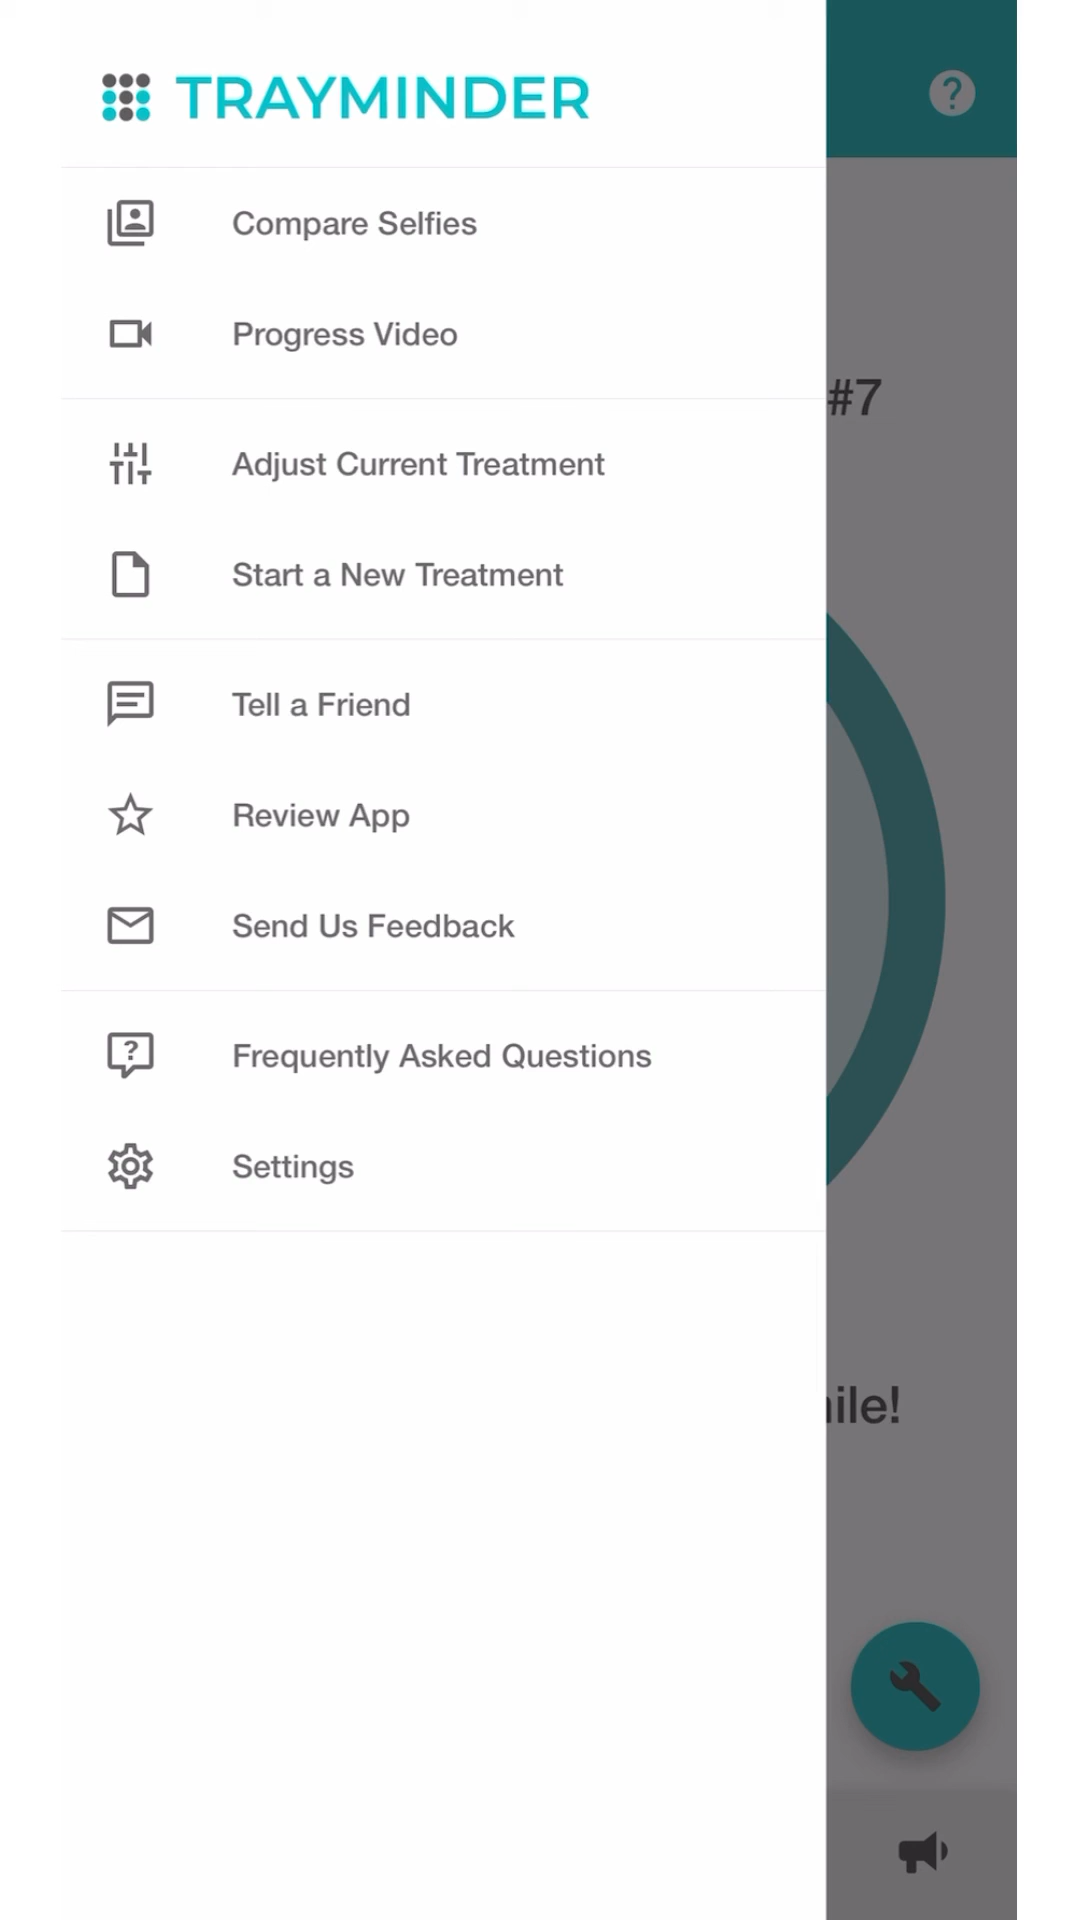 TRAYMINDER
Compare Selfies
Progress Video
#7
Adjust Current Treatment
Start a New Treatment
Tell a Friend
Review App
Send Us Feedback
Frequently Asked Questions
Settings